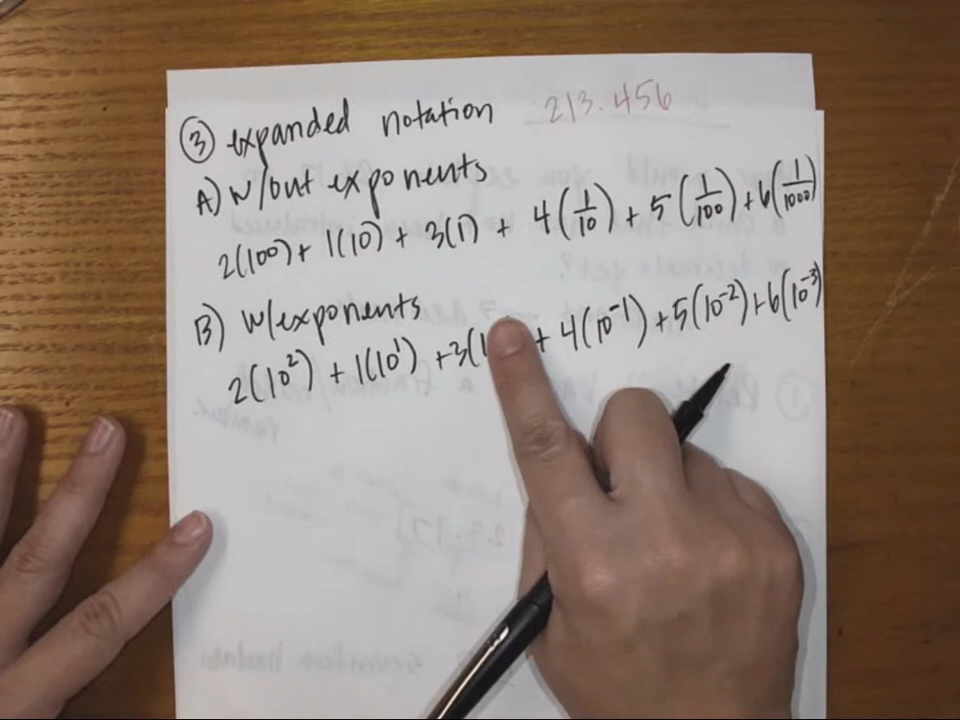 ③ expanded notation 213.456
A) w/out exponents
2(100) + 1(10) + 3(1) + 4(1/10) + 5(1/100) + 6(1/1000)
B) w/exponents
2(10²) + 1(10¹) + 3(1 + 4(10⁻¹) + 5(10⁻²) + 6(10⁻³)